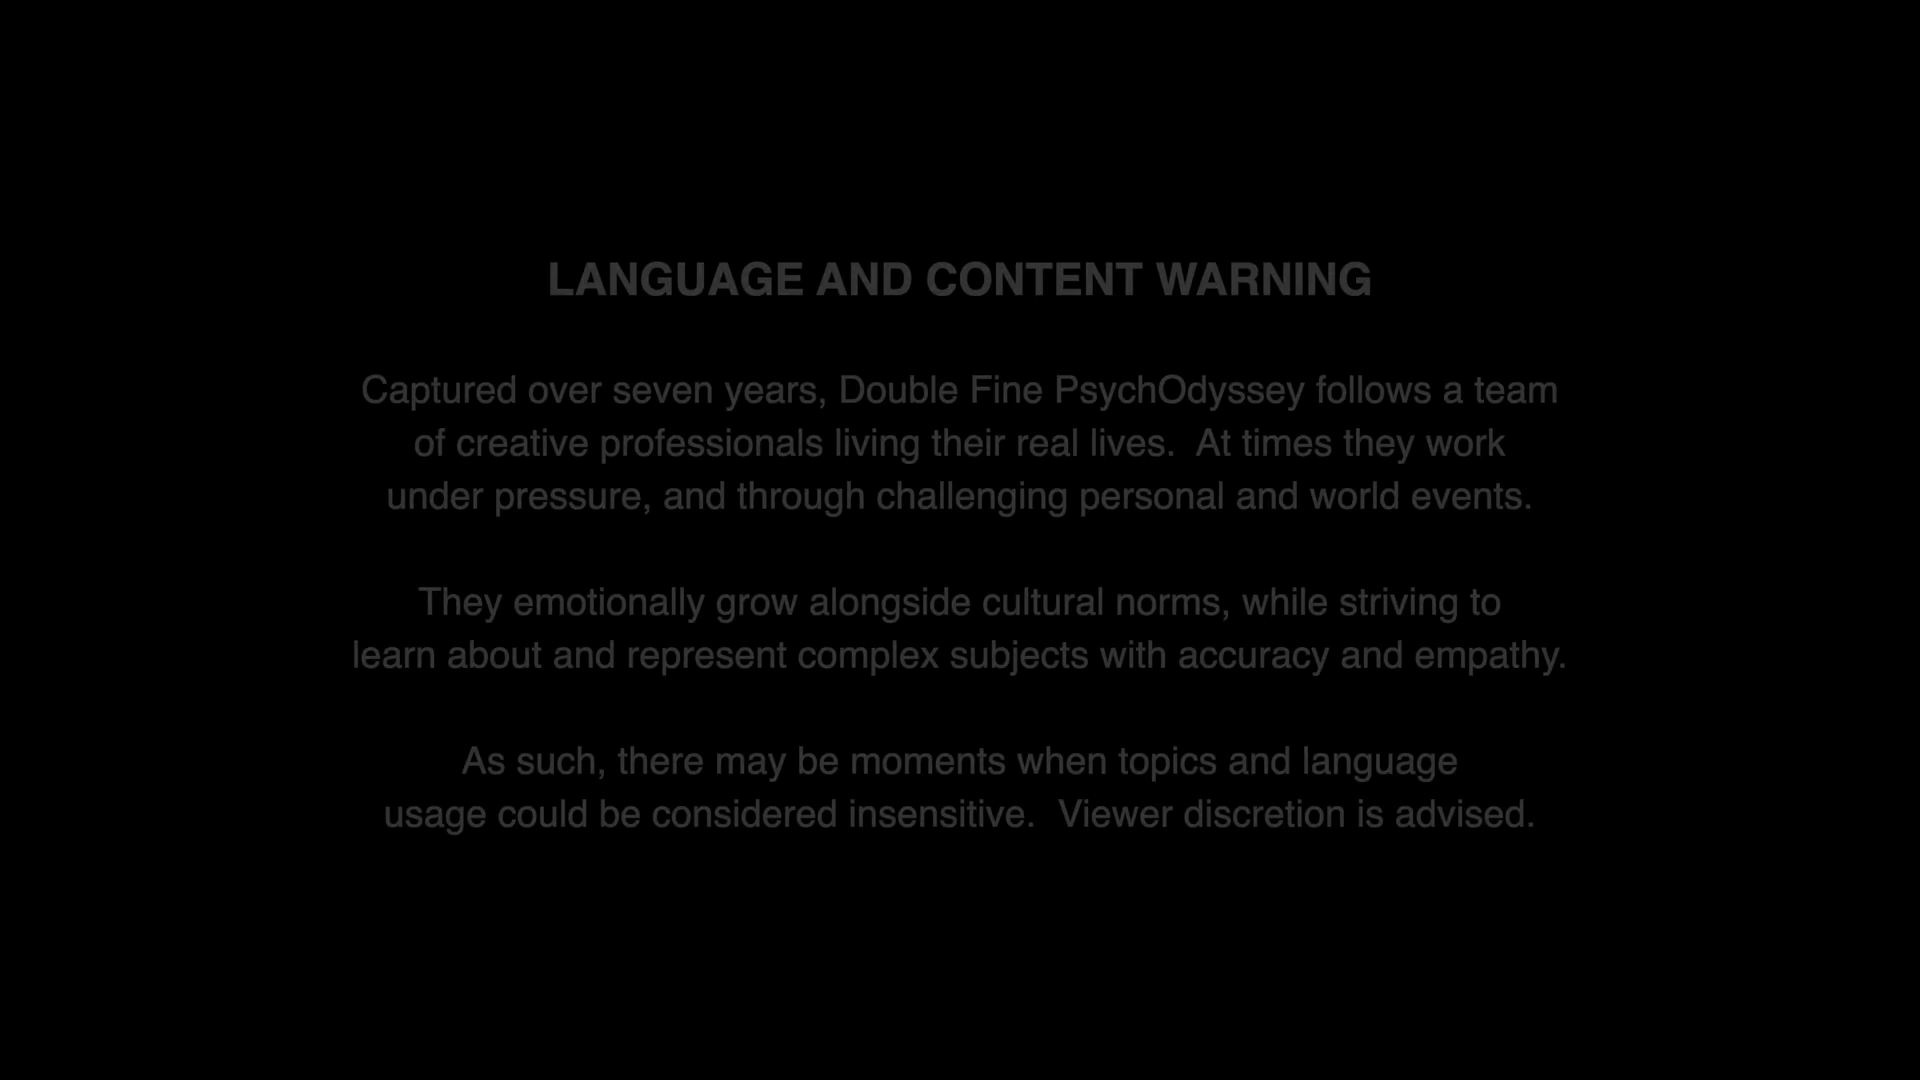 LANGUAGE AND CONTENT WARNING
Captured over seven years, Double Fine PsychOdyssey follows a team
of creative professionals living their real lives.  At times they work
under pressure, and through challenging personal and world events.
They emotionally grow alongside cultural norms, while striving to
learn about and represent complex subjects with accuracy and empathy.
As such, there may be moments when topics and language
usage could be considered insensitive.  Viewer discretion is advised.